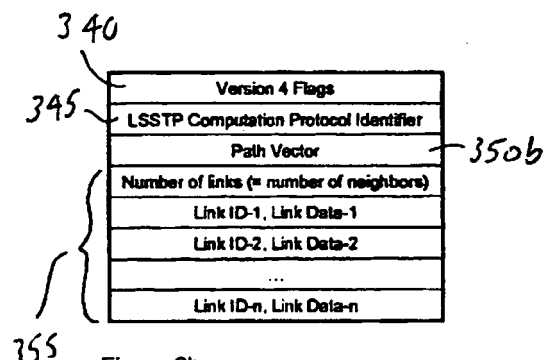 340
Version 4 Flags
345
LSSTP Computation Protocol Identifier
Path Vector
350b
Number of links (= number of neighbors)
Link ID-1, Link Data-1
Link ID-2, Link Data-2
...
Link ID-n, Link Data-n
355